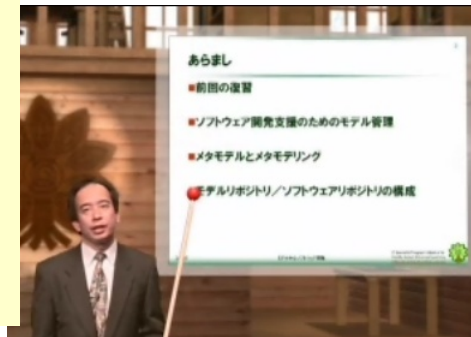 あらまし
前回の復習
ソフトウェア開発支援のためのモデル管理
メタモデルとメタモデリング
モデルリポジトリ/ソフトウェアリポジトリの構成